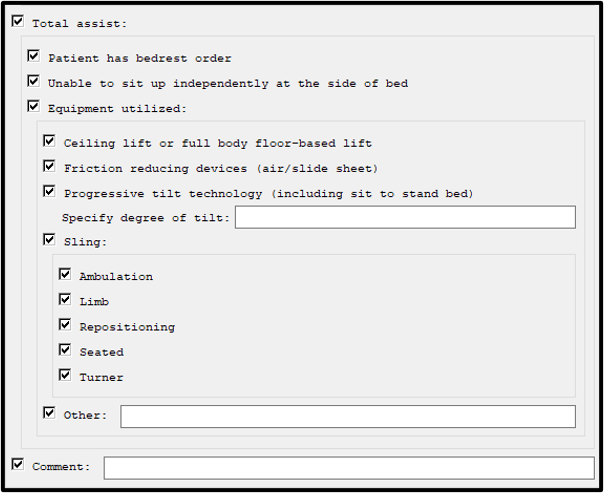 Total assist:
Patient has bedrest order
Unable to sit up independently at the side of bed
Equipment utilized:
Ceiling lift or full body floor-based lift
Friction reducing devices (air/slide sheet)
Progressive tilt technology (including sit to stand bed)
Specify degree of tilt:
Sling:
Ambulation
Limb
Repositioning
Seated
Turner
Other:
Comment: